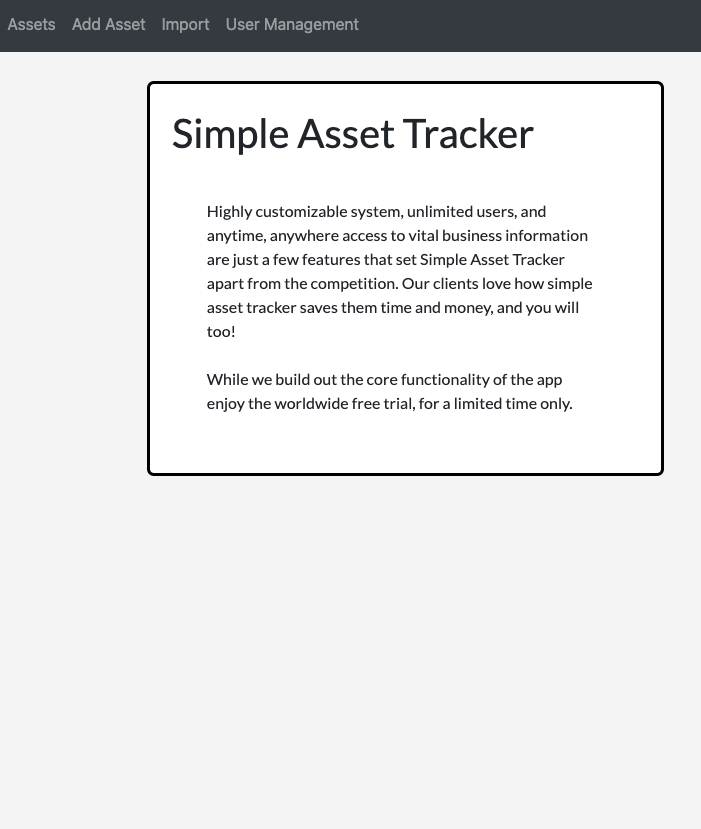 Assets Add Asset Import User Management
Simple Asset Tracker
Highly customizable system, unlimited users, and
anytime, anywhere access to vital business information
are just a few features that set Simple Asset Tracker
apart from the competition. Our clients love how simple
asset tracker saves them time and money, and you will
too!
While we build out the core functionality of the app
enjoy the worldwide free trial, for a limited time only.